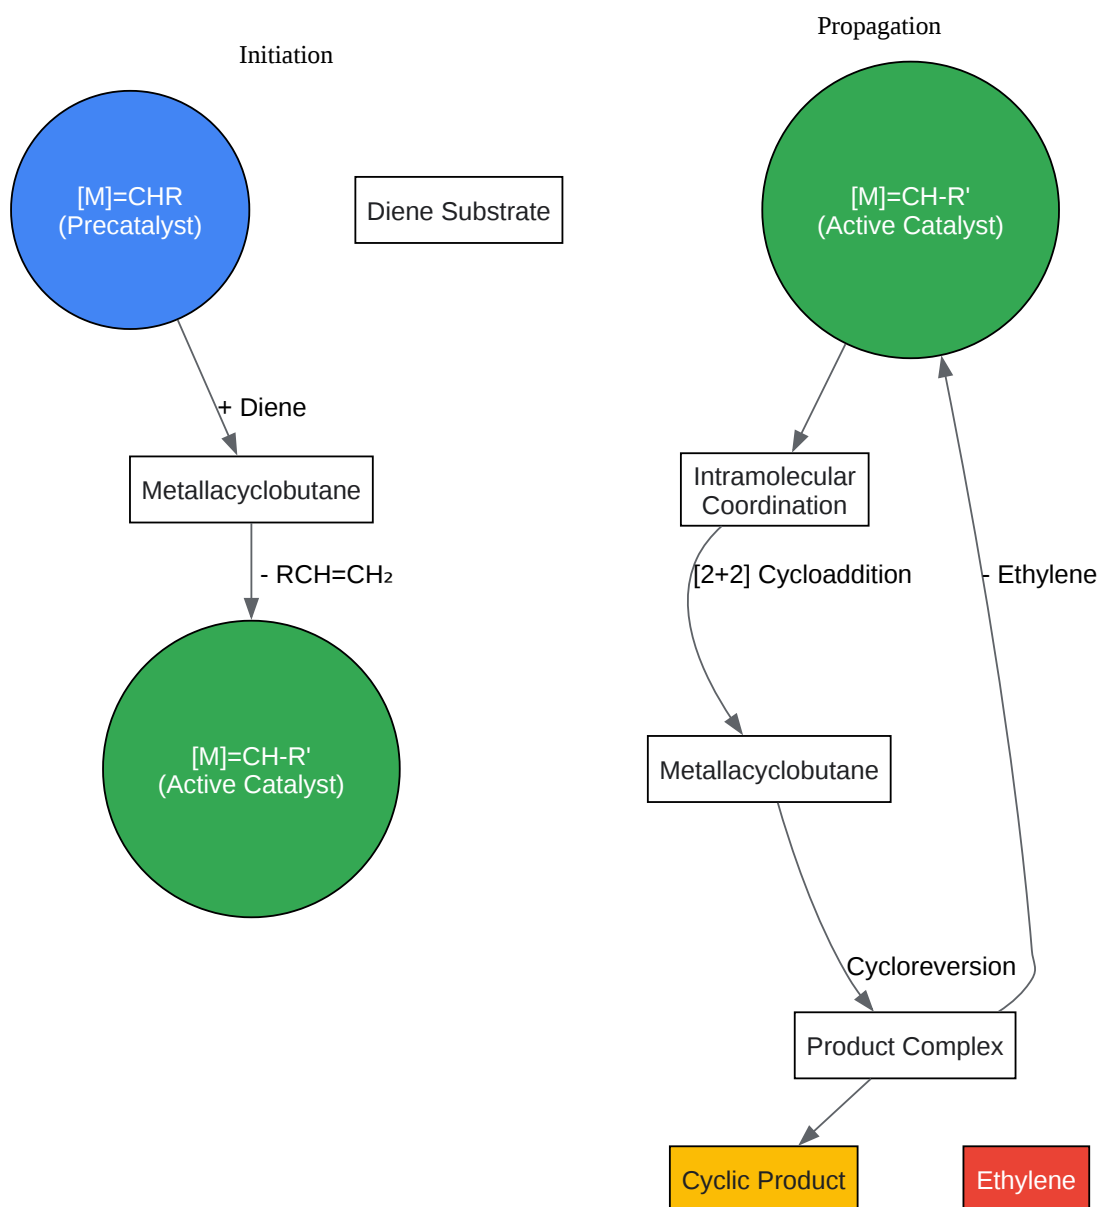 Initiation
[M]=CHR
(Precatalyst)
Diene Substrate
+ Diene
Metallacyclobutane
- RCH=CH₂
[M]=CH-R'
(Active Catalyst)
Propagation
[M]=CH-R'
(Active Catalyst)
Intramolecular
Coordination
[2+2] Cycloaddition
- Ethylene
Metallacyclobutane
Cycloreversion
Product Complex
Cyclic Product
Ethylene